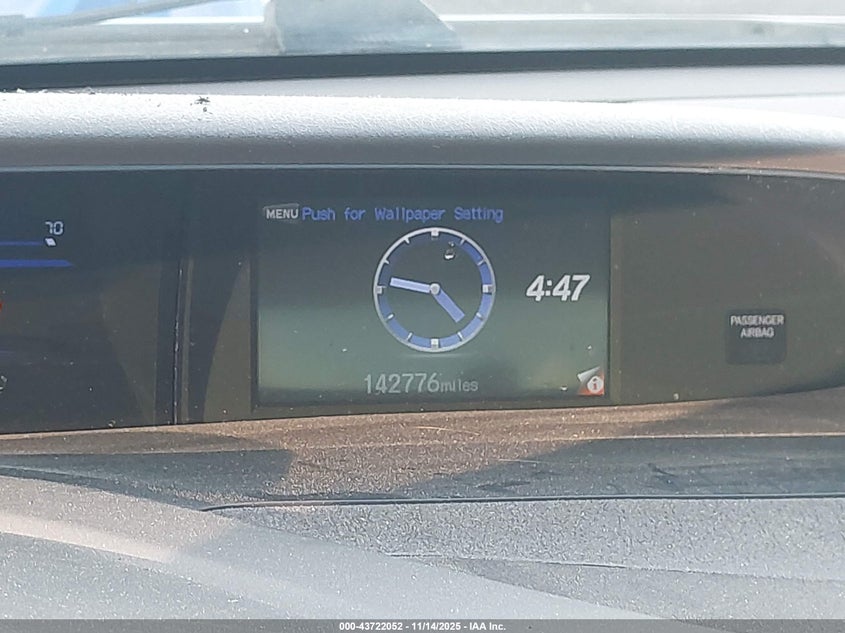 70
MENU Push for Wallpaper Setting
4:47
PASSENGER
AIRBAG
142776miles
i
000-43722052 - 11/14/2025 - IAA Inc.